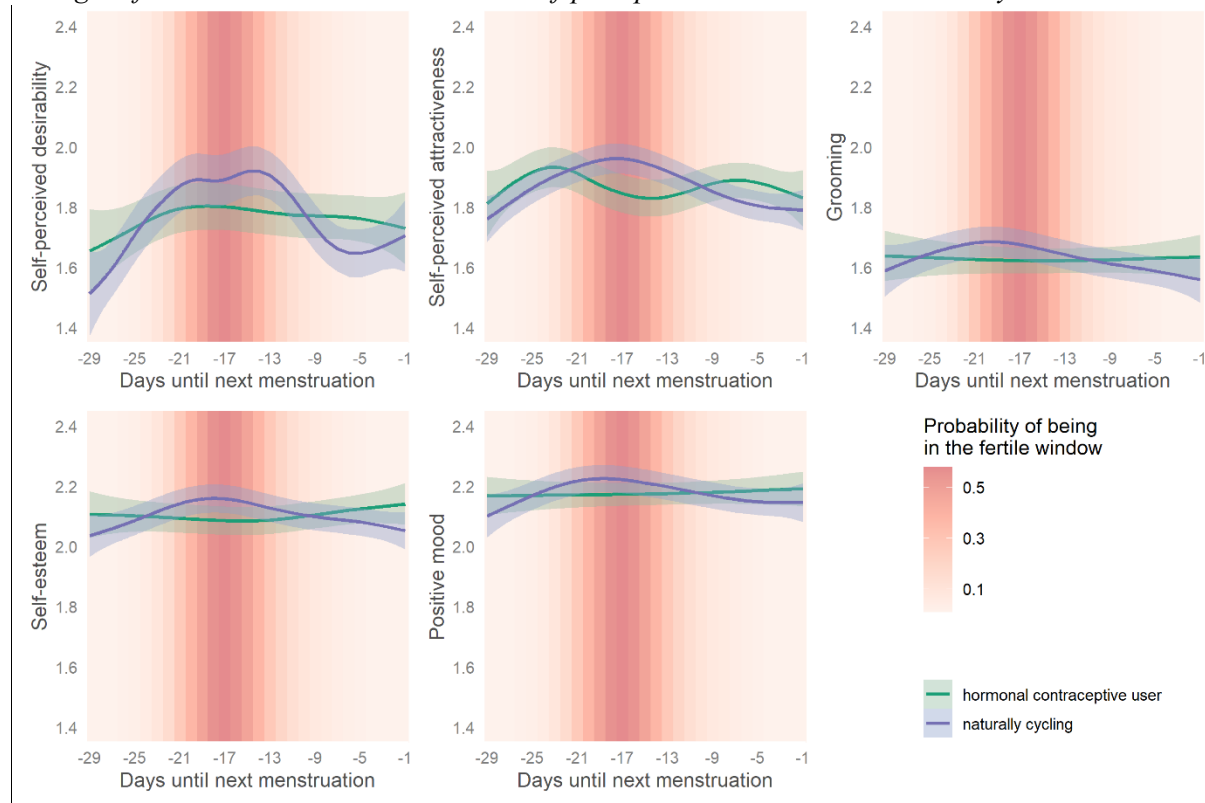 2.4
2.2
2.0
1.8
1.6
1.4
Self-perceived desirability
-29 -25 -21 -17 -13 -9 -5 -1
Days until next menstruation
2.4
2.2
2.0
1.8
1.6
1.4
Self-perceived attractiveness
-29 -25 -21 -17 -13 -9 -5 -1
Days until next menstruation
2.4
2.2
2.0
1.8
1.6
1.4
Grooming
-29 -25 -21 -17 -13 -9 -5 -1
Days until next menstruation
2.4
2.2
2.0
1.8
1.6
1.4
Self-esteem
-29 -25 -21 -17 -13 -9 -5 -1
Days until next menstruation
2.4
2.2
2.0
1.8
1.6
1.4
Positive mood
-29 -25 -21 -17 -13 -9 -5 -1
Days until next menstruation
Probability of being
in the fertile window
0.5
0.3
0.1
hormonal contraceptive user
naturally cycling